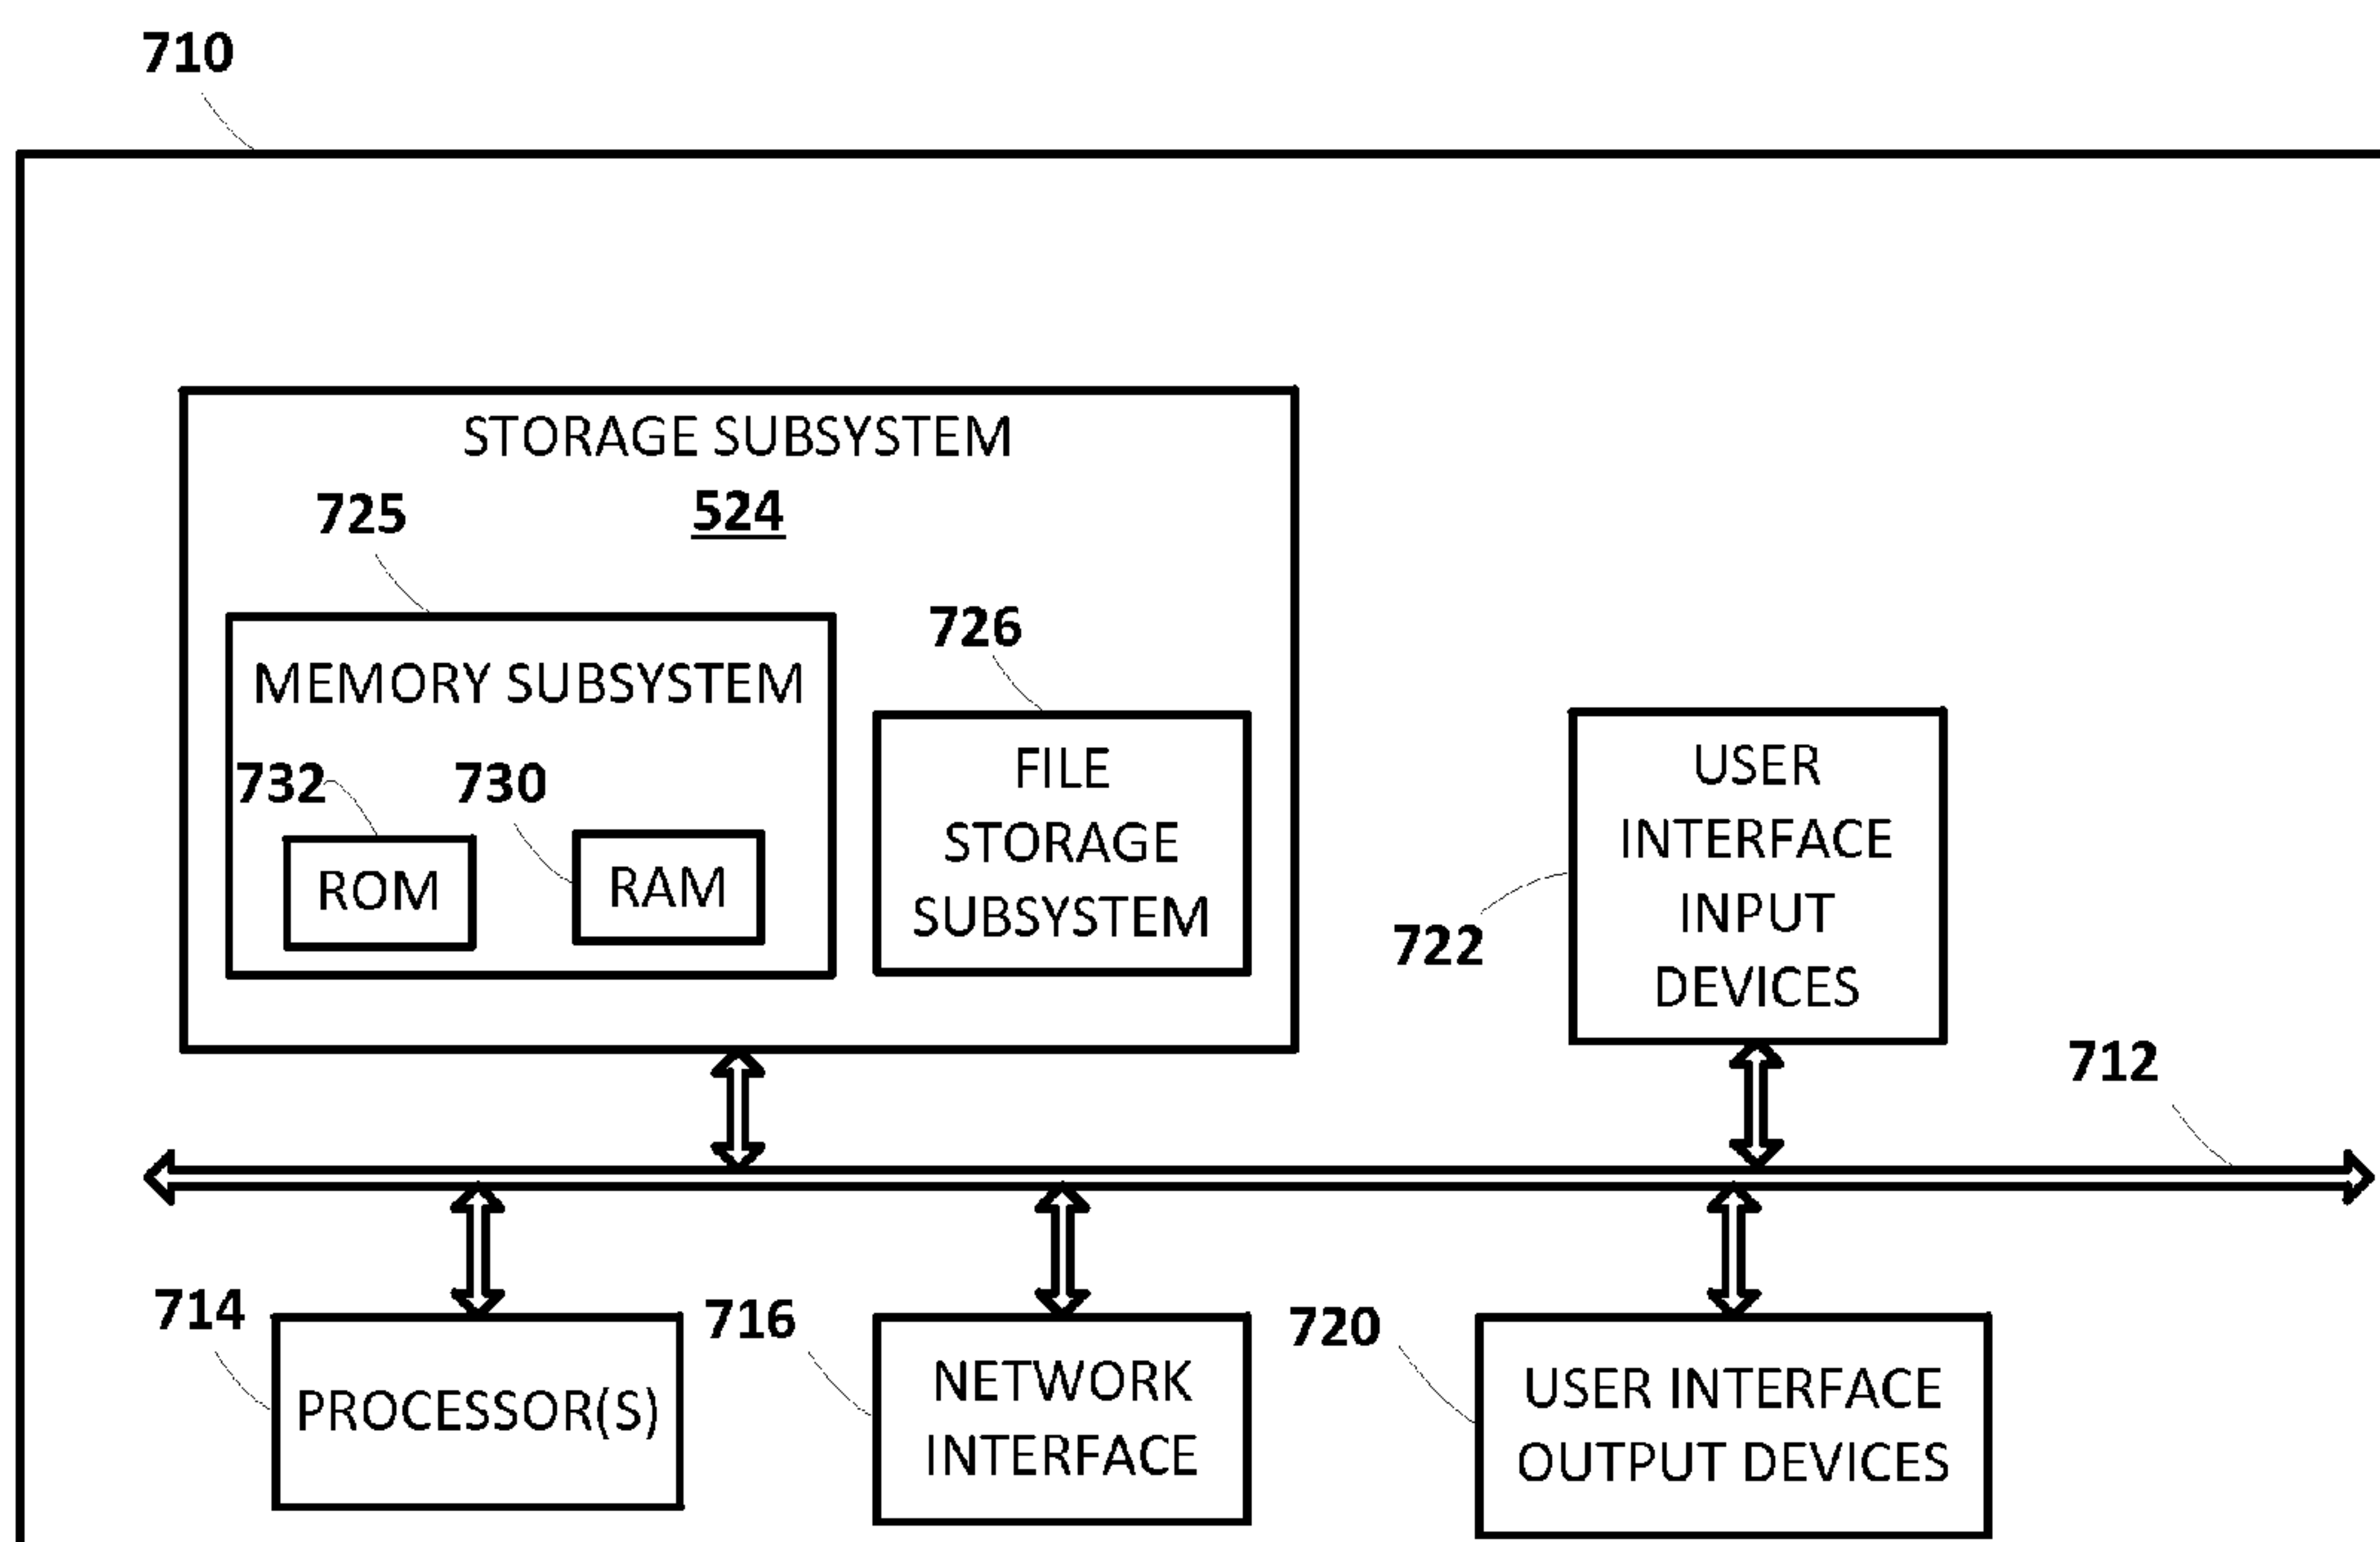 710
STORAGE SUBSYSTEM
524
725
726
MEMORY SUBSYSTEM
732
730
ROM
RAM
FILE
STORAGE
SUBSYSTEM
USER
INTERFACE
INPUT
DEVICES
722
712
714
PROCESSOR(S)
716
NETWORK
INTERFACE
720
USER INTERFACE
OUTPUT DEVICES